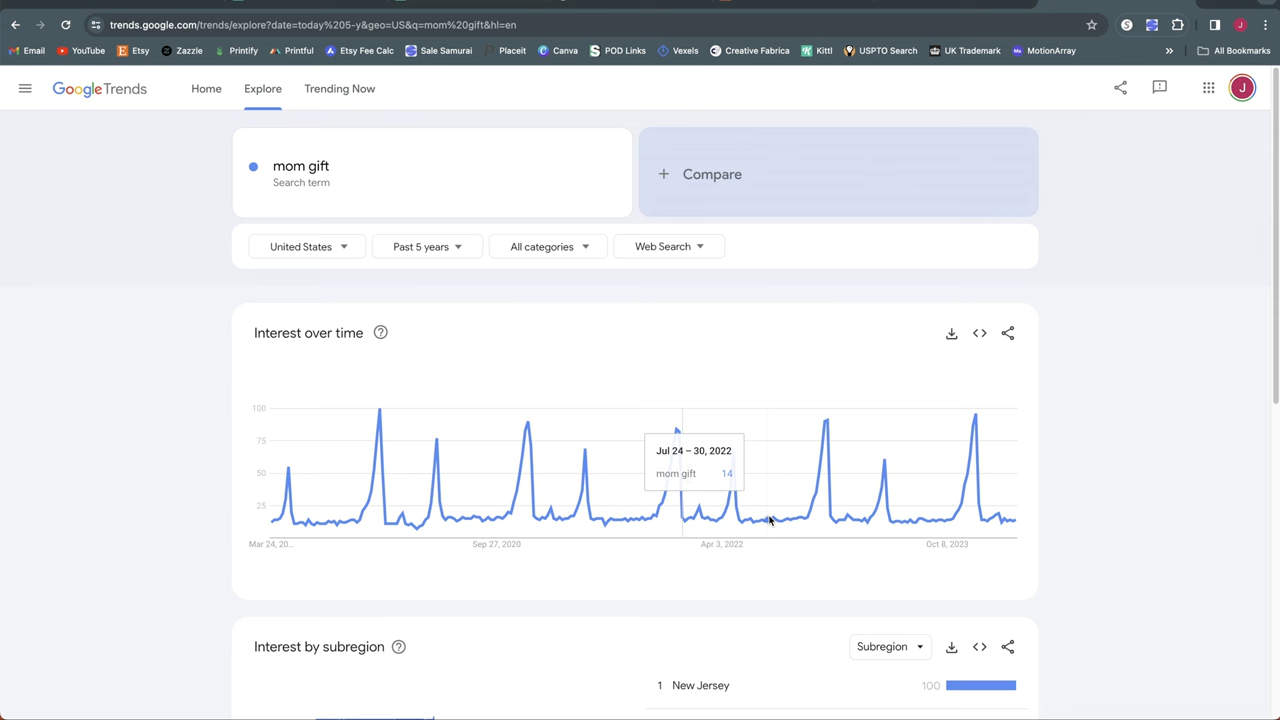 trends.google.com/trends/explore?date=today%205-y&geo=US&q=mom%20gift&hl=en
Email YouTube Etsy Zazzle Printify Printful Etsy Fee Calc Sale Samurai Placeit Canva POD Links Vexels Creative Fabrica Kittl USPTO Search UK Trademark MotionArray » All Bookmarks
Google Trends Home Explore Trending Now J
mom gift
Search term
+ Compare
United States Past 5 years All categories Web Search
Interest over time
100
75
50
25
Jul 24 – 30, 2022
mom gift 14
Mar 24, 20... Sep 27, 2020 Apr 3, 2022 Oct 8, 2023
Interest by subregion Subregion
1 New Jersey 100